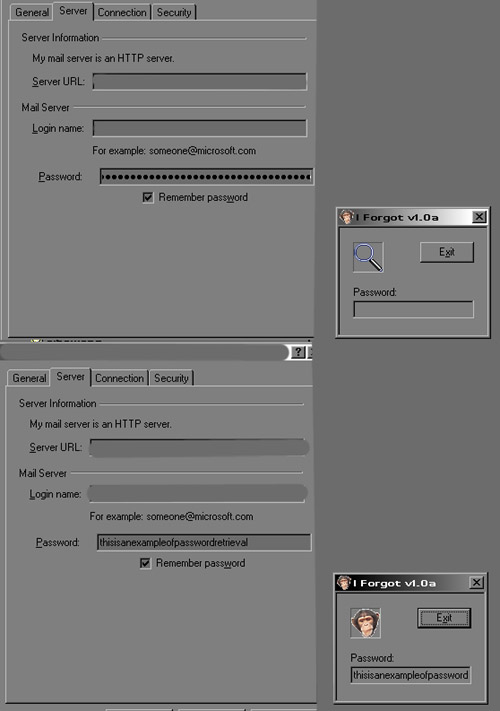 General Server Connection Security
Server Information
My mail server is an HTTP server.
Server URL:
Mail Server
Login name:
For example: someone@microsoft.com
Password: ••••••••••••••••••••••••••••••••••
Remember password
I Forgot v1.0a
Exit
Password:
General Server Connection Security
Server Information
My mail server is an HTTP server.
Server URL:
Mail Server
Login name:
For example: someone@microsoft.com
Password: thisisanexampleofpasswordretrieval
Remember password
I Forgot v1.0a
Exit
Password:
thisisanexampleofpassword